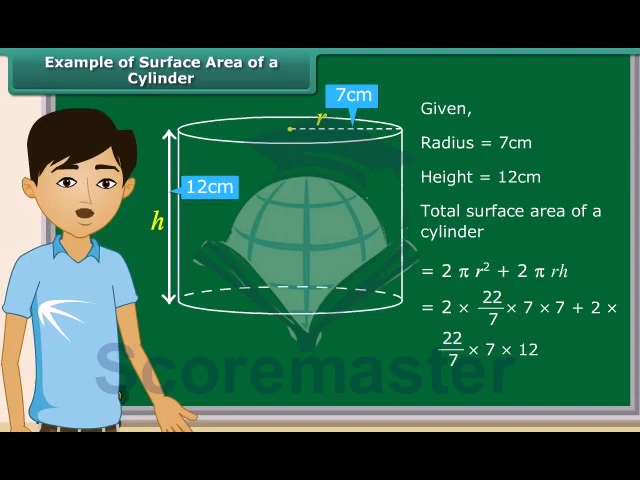 Example of Surface Area of a
Cylinder
7cm
r
12cm
h
Given,
Radius = 7cm
Height = 12cm
Total surface area of a
cylinder
= 2 π r² + 2 π rh
= 2 × 22/7 × 7 × 7 + 2 ×
22/7 × 7 × 12
Scoremaster